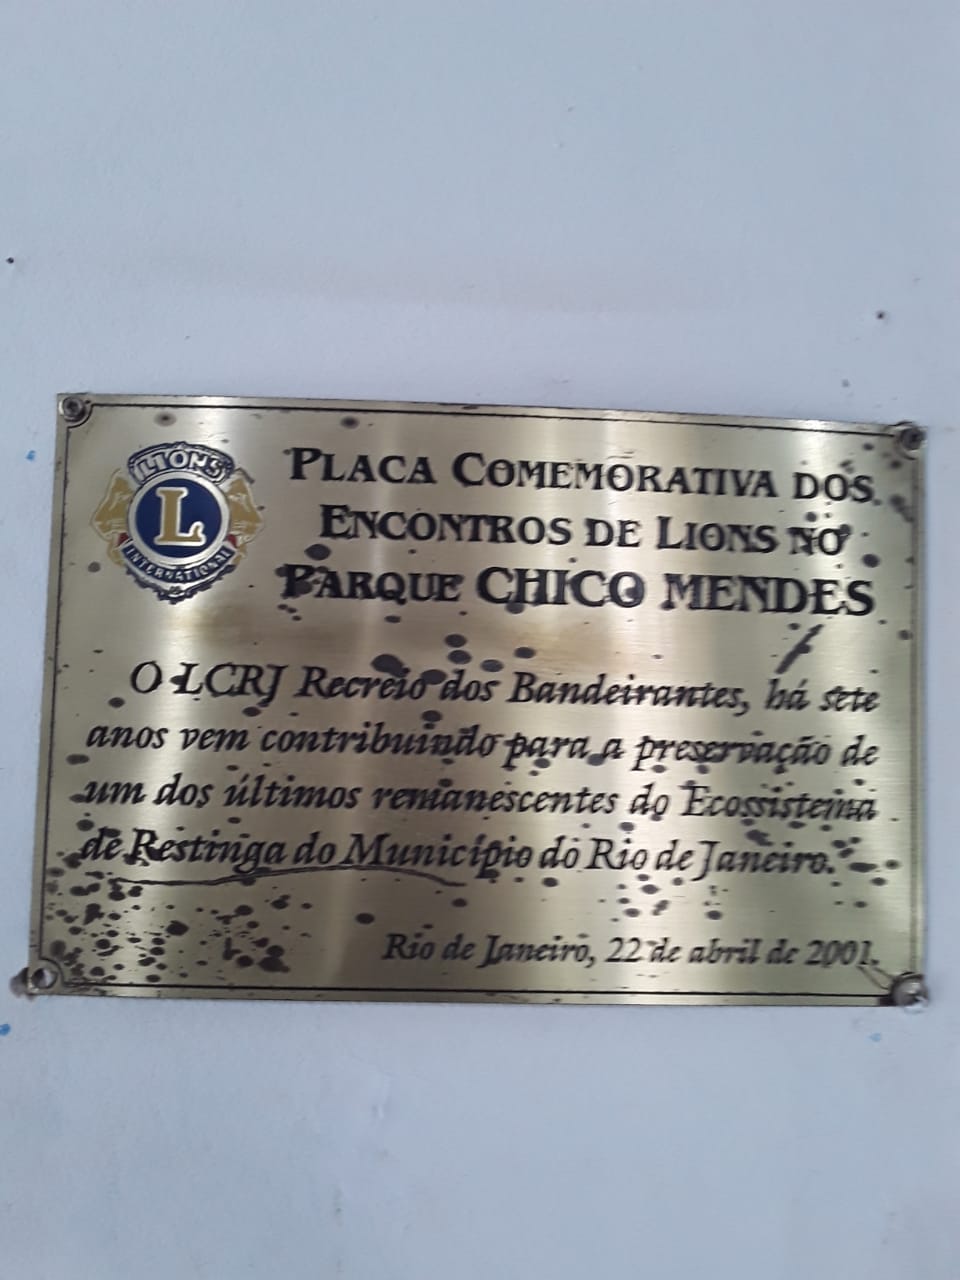 LIONS
L
INTERNATIONAL
PLACA COMEMORATIVA DOS
ENCONTROS DE LIONS NO
PARQUE CHICO MENDES
O LCRJ Recreio dos Bandeirantes, há sete
anos vem contribuindo para a preservação de
um dos últimos remanescentes do Ecossistema
de Restinga do Município do Rio de Janeiro.
Rio de Janeiro, 22 de abril de 2001.